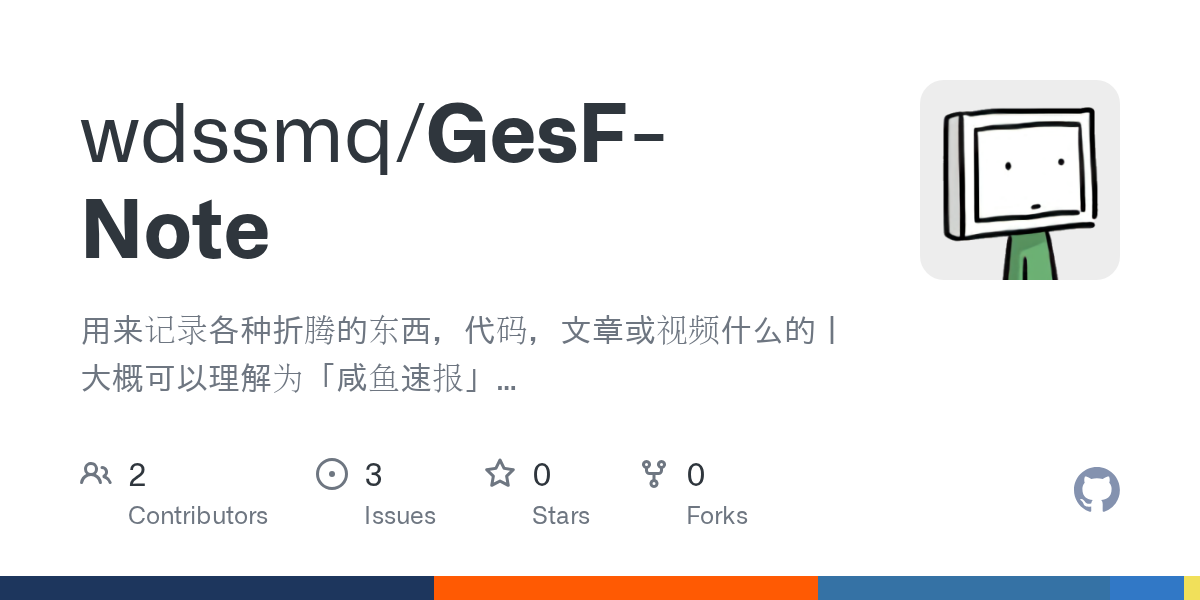 wdssmq/GesF-
Note
用来记录各种折腾的东西，代码，文章或视频什么的丨
大概可以理解为「咸鱼速报」...
2
Contributors
3
Issues
0
Stars
0
Forks